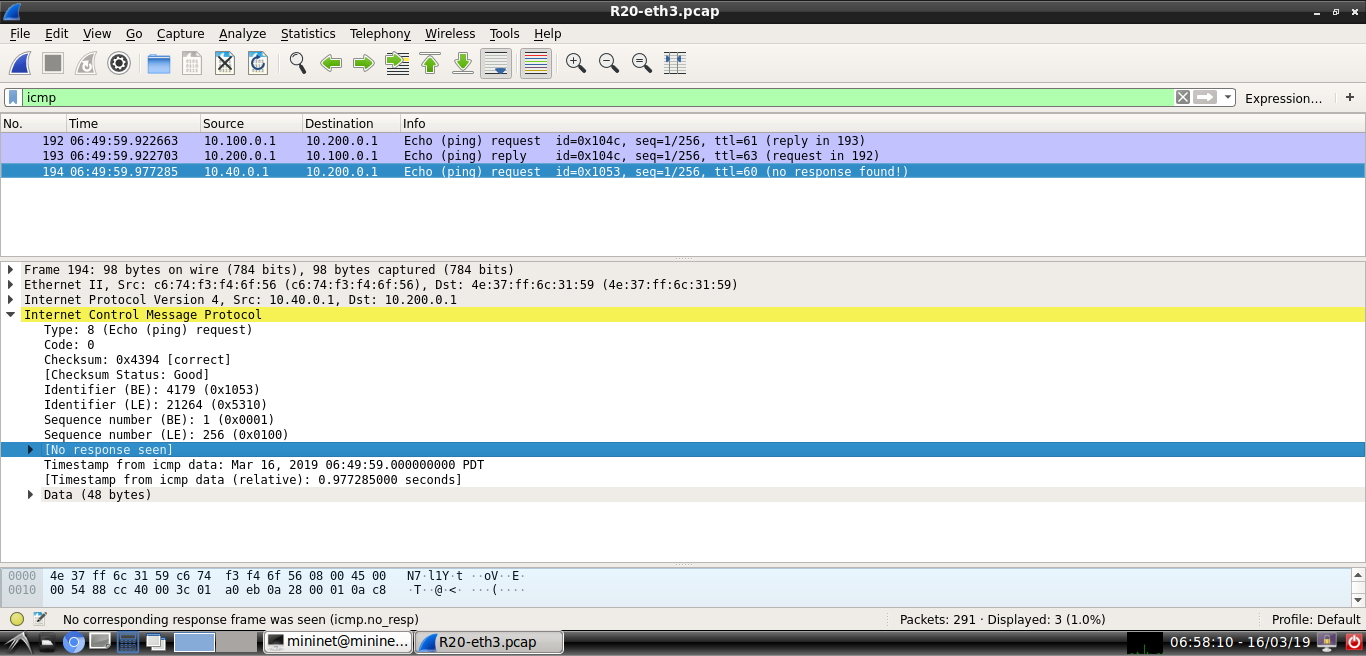 R20-eth3.pcap
File Edit View Go Capture Analyze Statistics Telephony Wireless Tools Help
icmp Expression… +
No. Time Source Destination Info
192 06:49:59.922663 10.100.0.1 10.200.0.1 Echo (ping) request id=0x104c, seq=1/256, ttl=61 (reply in 193)
193 06:49:59.922703 10.200.0.1 10.100.0.1 Echo (ping) reply id=0x104c, seq=1/256, ttl=63 (request in 192)
194 06:49:59.977285 10.40.0.1 10.200.0.1 Echo (ping) request id=0x1053, seq=1/256, ttl=60 (no response found!)
Frame 194: 98 bytes on wire (784 bits), 98 bytes captured (784 bits)
Ethernet II, Src: c6:74:f3:f4:6f:56 (c6:74:f3:f4:6f:56), Dst: 4e:37:ff:6c:31:59 (4e:37:ff:6c:31:59)
Internet Protocol Version 4, Src: 10.40.0.1, Dst: 10.200.0.1
Internet Control Message Protocol
Type: 8 (Echo (ping) request)
Code: 0
Checksum: 0x4394 [correct]
[Checksum Status: Good]
Identifier (BE): 4179 (0x1053)
Identifier (LE): 21264 (0x5310)
Sequence number (BE): 1 (0x0001)
Sequence number (LE): 256 (0x0100)
[No response seen]
Timestamp from icmp data: Mar 16, 2019 06:49:59.000000000 PDT
[Timestamp from icmp data (relative): 0.977285000 seconds]
Data (48 bytes)
0000 4e 37 ff 6c 31 59 c6 74 f3 f4 6f 56 08 00 45 00 N7·l1Y·t ··oV··E·
0010 00 54 88 cc 40 00 3c 01 a0 eb 0a 28 00 01 0a c8 ·T··@·<· ···(····
No corresponding response frame was seen (icmp.no_resp) Packets: 291 · Displayed: 3 (1.0%) Profile: Default
mininet@minine... R20-eth3.pcap 06:58:10 - 16/03/19